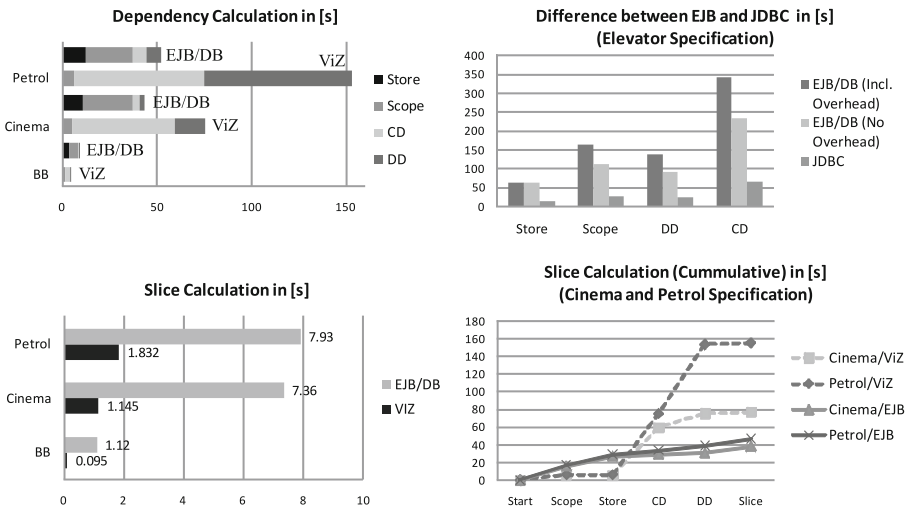 Dependency Calculation in [s]
EJB/DB
ViZ
Petrol
EJB/DB
Cinema
ViZ
EJB/DB
BB
ViZ
0
50
100
150
Store
Scope
CD
DD
Difference between EJB and JDBC in [s]
(Elevator Specification)
400
350
300
250
200
150
100
50
0
Store
Scope
DD
CD
EJB/DB (Incl.
Overhead)
EJB/DB (No
Overhead)
JDBC
Slice Calculation in [s]
Petrol
7.93
1.832
Cinema
7.36
1.145
BB
1.12
0.095
0
2
4
6
8
10
EJB/DB
VIZ
Slice Calculation (Cummulative) in [s]
(Cinema and Petrol Specification)
180
160
140
120
100
80
60
40
20
0
Start
Scope
Store
CD
DD
Slice
Cinema/ViZ
Petrol/ViZ
Cinema/EJB
Petrol/EJB